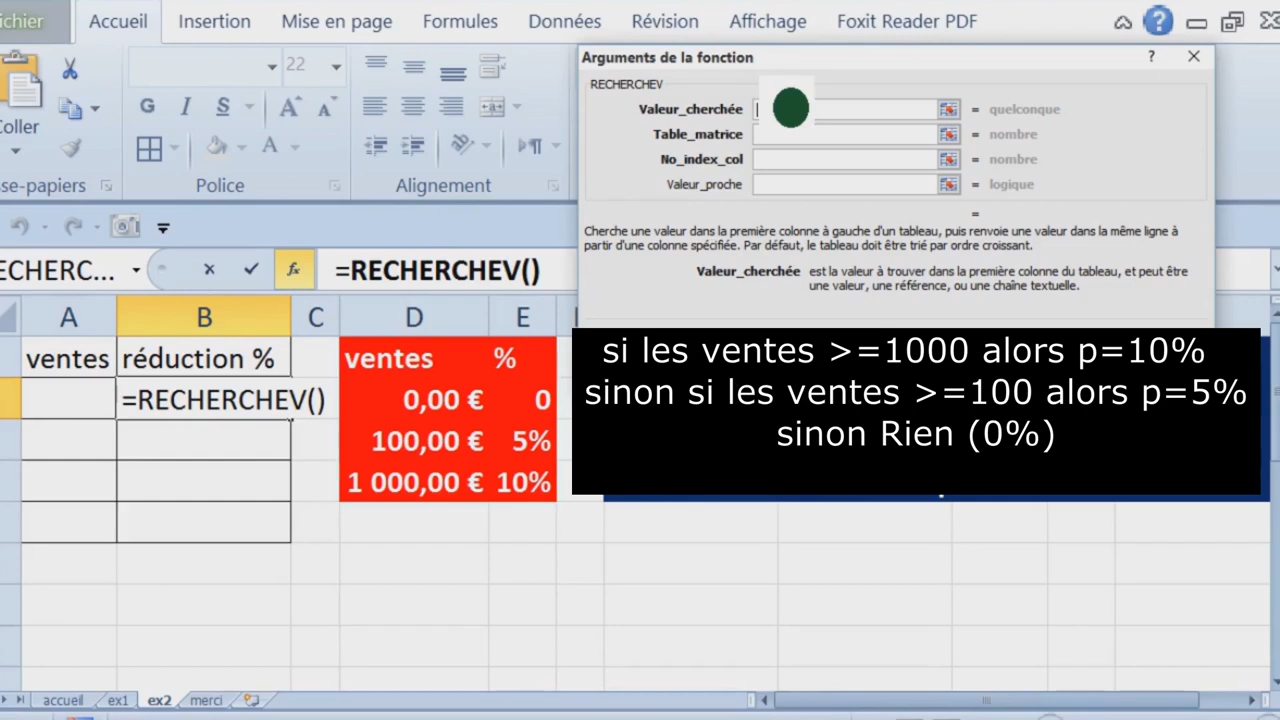 ichier Accueil Insertion Mise en page Formules Données Révision Affichage Foxit Reader PDF
22
G I S A A A
Coller
se-papiers Police Alignement
Arguments de la fonction
RECHERCHEV
Valeur_cherchée = quelconque
Table_matrice = nombre
No_index_col = nombre
Valeur_proche = logique
=
Cherche une valeur dans la première colonne à gauche d'un tableau, puis renvoie une valeur dans la même ligne à
partir d'une colonne spécifiée. Par défaut, le tableau doit être trié par ordre croissant.
Valeur_cherchée est la valeur à trouver dans la première colonne du tableau, et peut être
une valeur, une référence, ou une chaîne textuelle.
ECHERC... fx =RECHERCHEV()
A B C D E
ventes réduction % ventes %
=RECHERCHEV() 0,00 € 0
100,00 € 5%
1 000,00 € 10%
si les ventes >=1000 alors p=10%
sinon si les ventes >=100 alors p=5%
sinon Rien (0%)
accueil ex1 ex2 merci